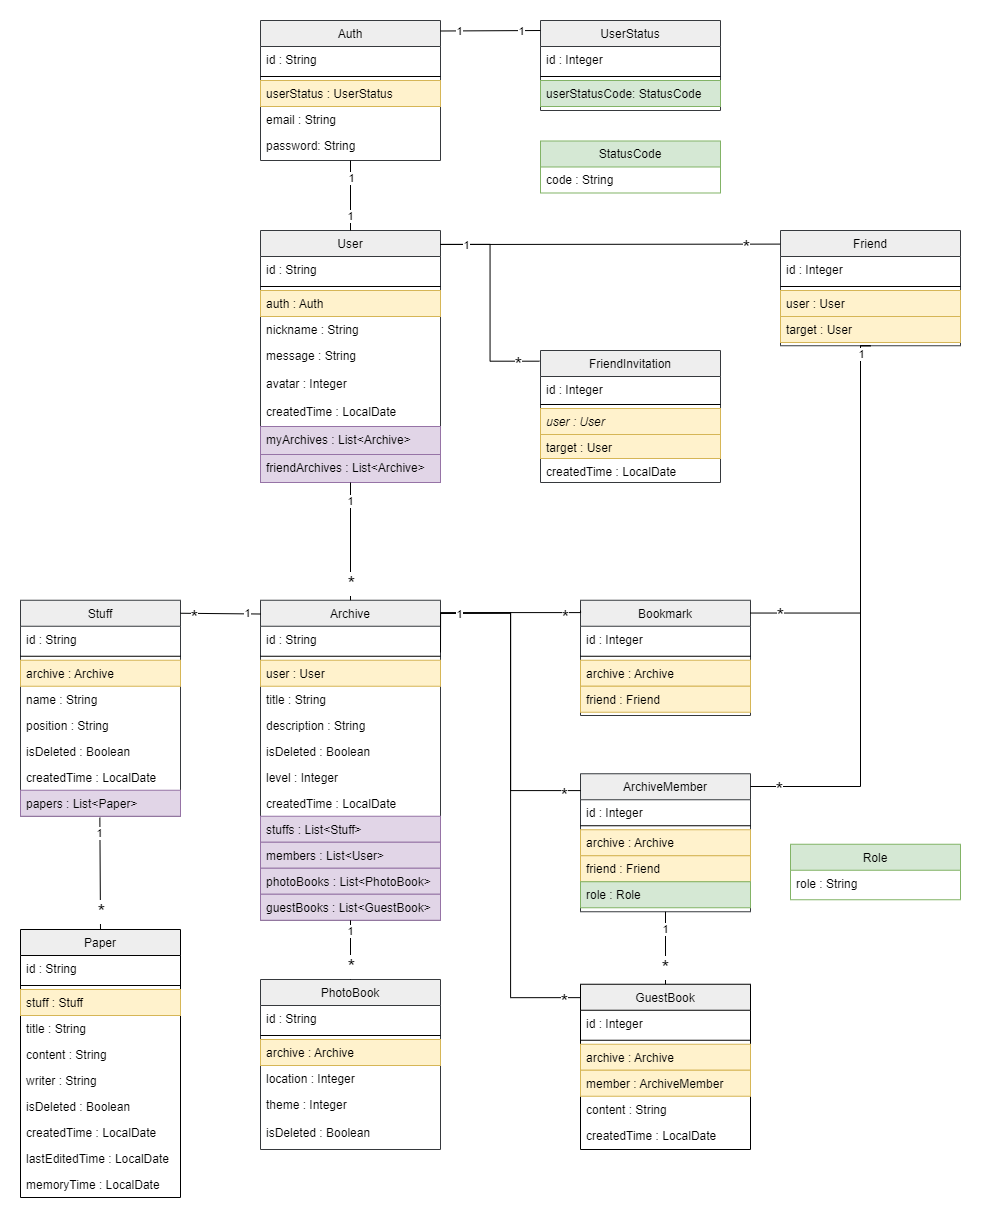 Auth
id : String
userStatus : UserStatus
email : String
password: String
1
1
UserStatus
id : Integer
userStatusCode: StatusCode
StatusCode
code : String
1
1
User
id : String
auth : Auth
nickname : String
message : String
avatar : Integer
createdTime : LocalDate
myArchives : List<Archive>
friendArchives : List<Archive>
1
*
Friend
id : Integer
user : User
target : User
1
*
FriendInvitation
id : Integer
user : User
target : User
createdTime : LocalDate
1
*
Stuff
id : String
archive : Archive
name : String
position : String
isDeleted : Boolean
createdTime : LocalDate
papers : List<Paper>
*
1
Archive
id : String
user : User
title : String
description : String
isDeleted : Boolean
level : Integer
createdTime : LocalDate
stuffs : List<Stuff>
members : List<User>
photoBooks : List<PhotoBook>
guestBooks : List<GuestBook>
1
*
Bookmark
id : Integer
archive : Archive
friend : Friend
*
*
ArchiveMember
id : Integer
archive : Archive
friend : Friend
role : Role
*
Role
role : String
1
*
Paper
id : String
stuff : Stuff
title : String
content : String
writer : String
isDeleted : Boolean
createdTime : LocalDate
lastEditedTime : LocalDate
memoryTime : LocalDate
1
*
PhotoBook
id : String
archive : Archive
location : Integer
theme : Integer
isDeleted : Boolean
1
*
*
GuestBook
id : Integer
archive : Archive
member : ArchiveMember
content : String
createdTime : LocalDate